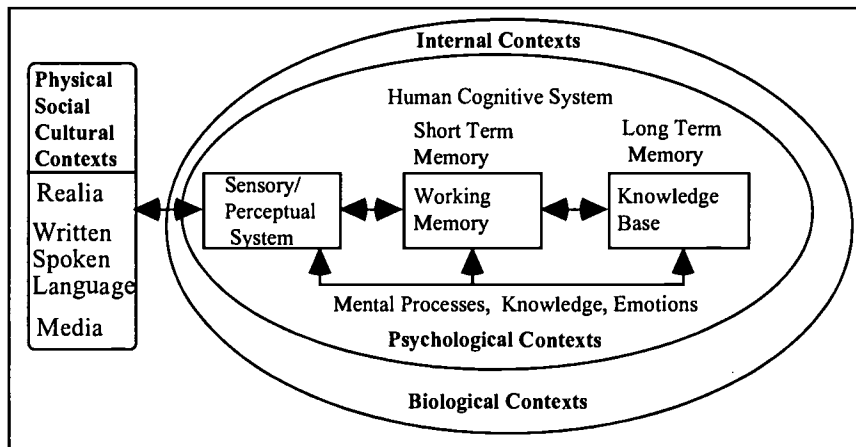 Internal Contexts
Physical
Social
Cultural
Contexts
Realia
Written
Spoken
Language
Media
Human Cognitive System
Short Term
Memory
Long Term
Memory
Sensory/
Perceptual
System
Working
Memory
Knowledge
Base
Mental Processes, Knowledge, Emotions
Psychological Contexts
Biological Contexts